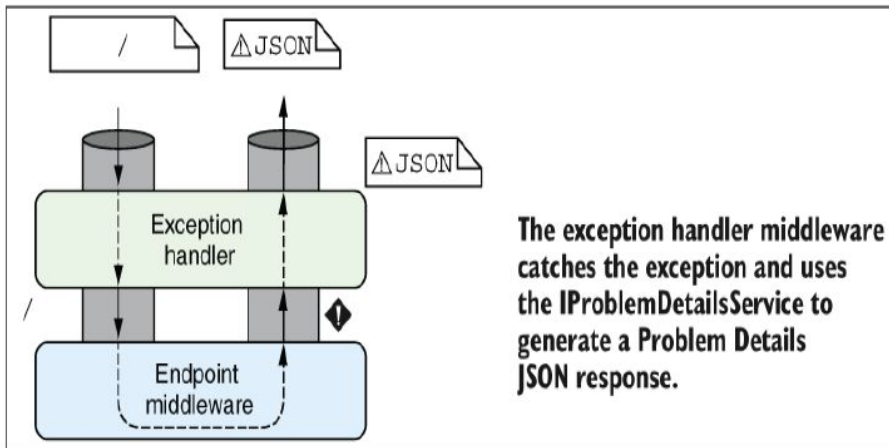 /
⚠JSON
⚠JSON
Exception
handler
The exception handler middleware
catches the exception and uses
the IProblemDetailsService to
generate a Problem Details
JSON response.
/
!
Endpoint
middleware